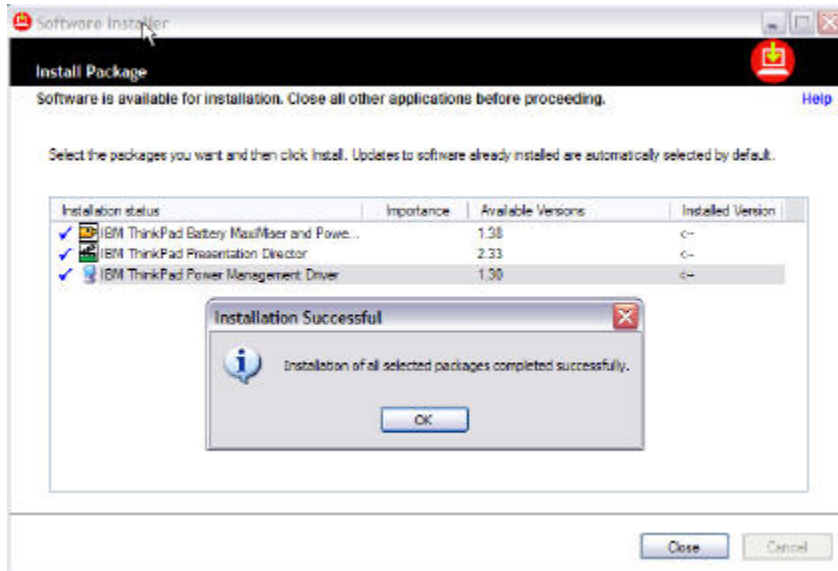 Software Installer
Install Package
Software is available for installation. Close all other applications before proceeding.
Help
Select the packages you want and then click Install. Updates to software already installed are automatically selected by default.
Installation status Importance Available Versions Installed Version
IBM ThinkPad Battery MaxiMiser and Powe... 1.38 <--
IBM ThinkPad Presentation Director 2.33 <--
IBM ThinkPad Power Management Driver 1.30 <--
Installation Successful
Installation of all selected packages completed successfully.
OK
Close Cancel